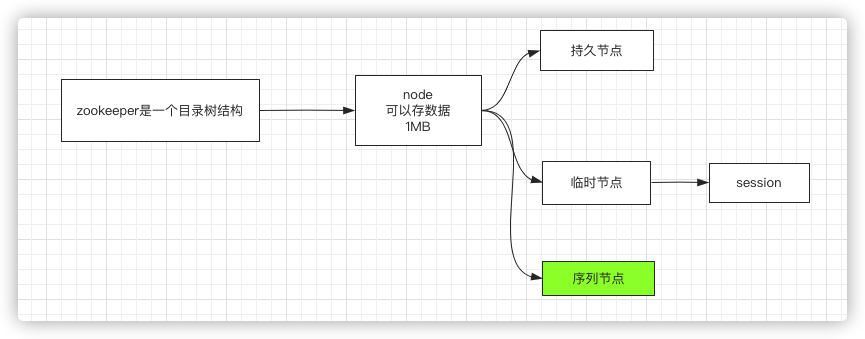 zookeeper是一个目录树结构
node
可以存数据
1MB
持久节点
临时节点
session
序列节点